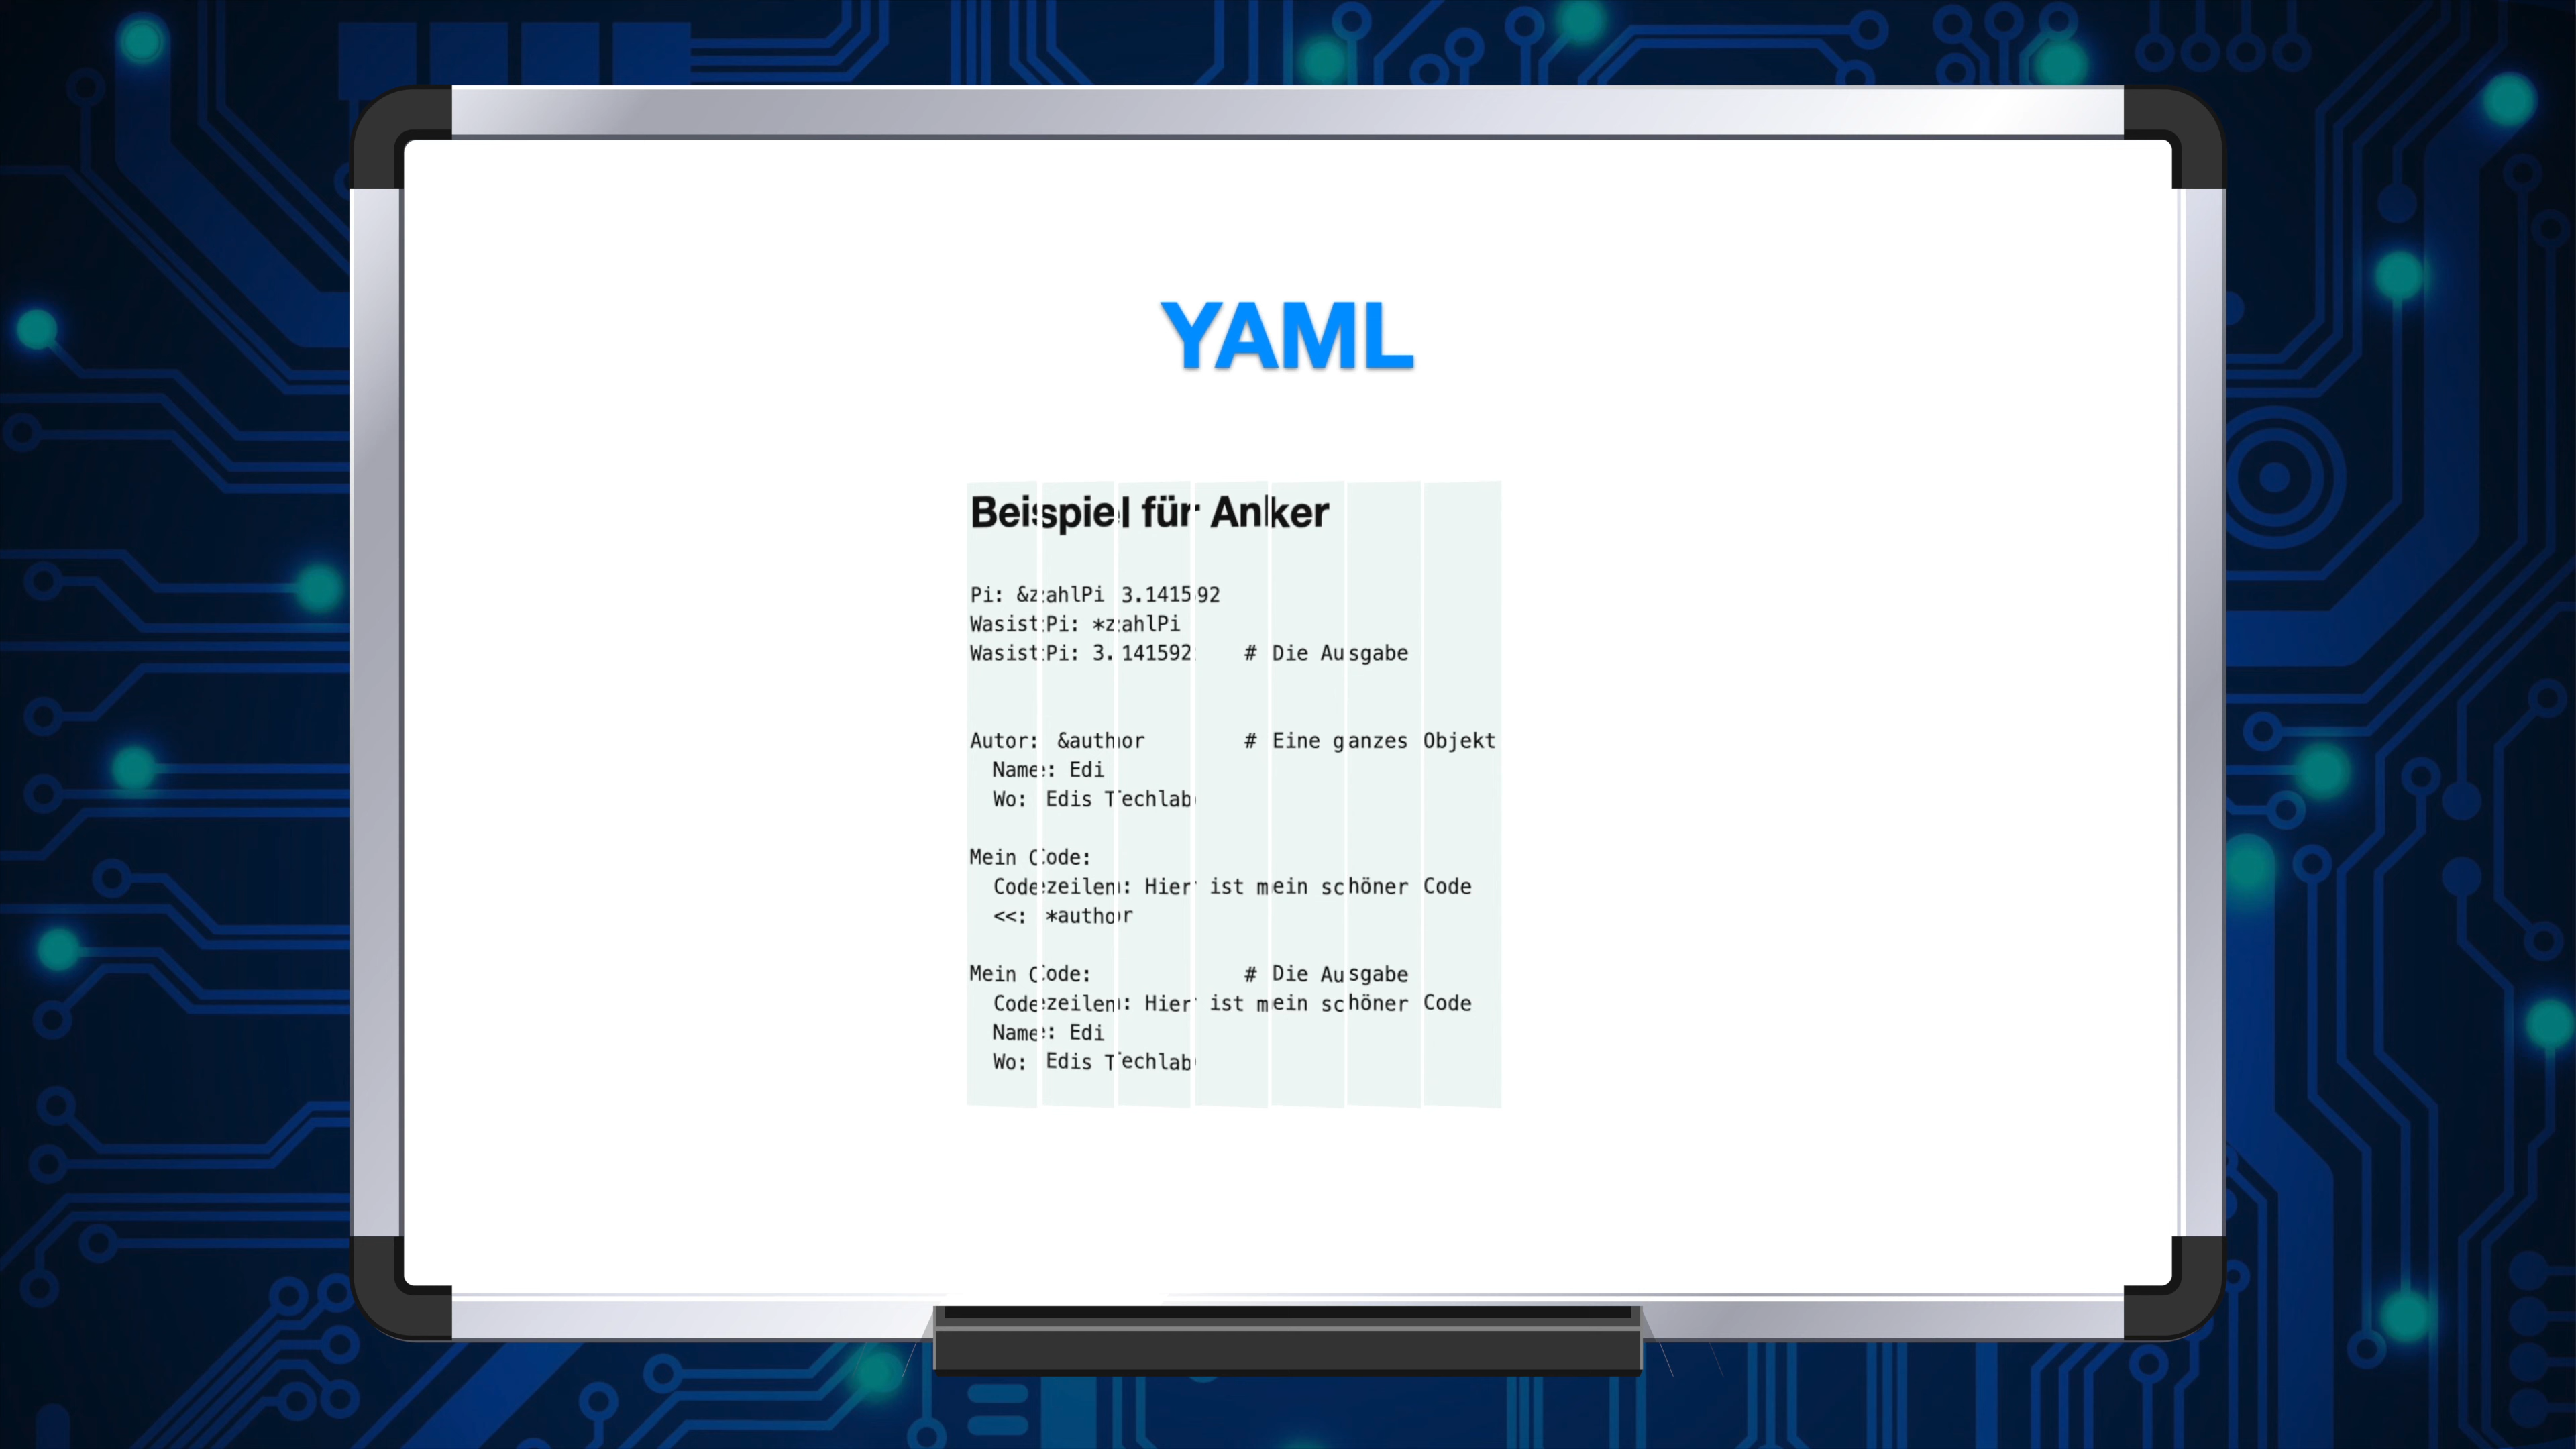 YAML
Beispiel für Anker
Pi: &zahlPi 3.141592
WasistPi: *zahlPi
WasistPi: 3.141592    # Die Ausgabe
Autor: &author        # Eine ganzes Objekt
  Name: Edi
  Wo: Edis Techlab
Mein Code:
  Codezeilen: Hier ist mein schöner Code
  <<: *author
Mein Code:            # Die Ausgabe
  Codezeilen: Hier ist mein schöner Code
  Name: Edi
  Wo: Edis Techlab